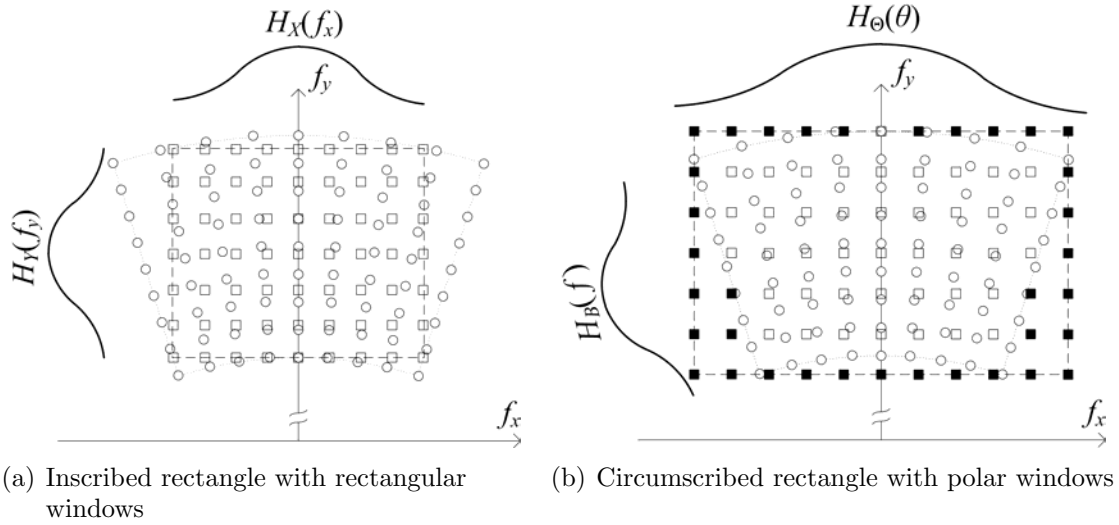 H_X(f_x)
f_y
H_Y(f_y)
f_x
(a) Inscribed rectangle with rectangular
windows
H_Θ(θ)
f_y
H_B(f)
f_x
(b) Circumscribed rectangle with polar windows